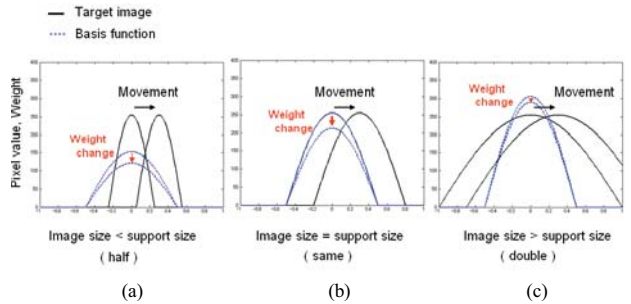 Target image
Basis function
Pixel value, Weight
Movement
Weight change
Image size < support size
( half )
(a)
Movement
Weight change
Image size = support size
( same )
(b)
Movement
Weight change
Image size > support size
( double )
(c)